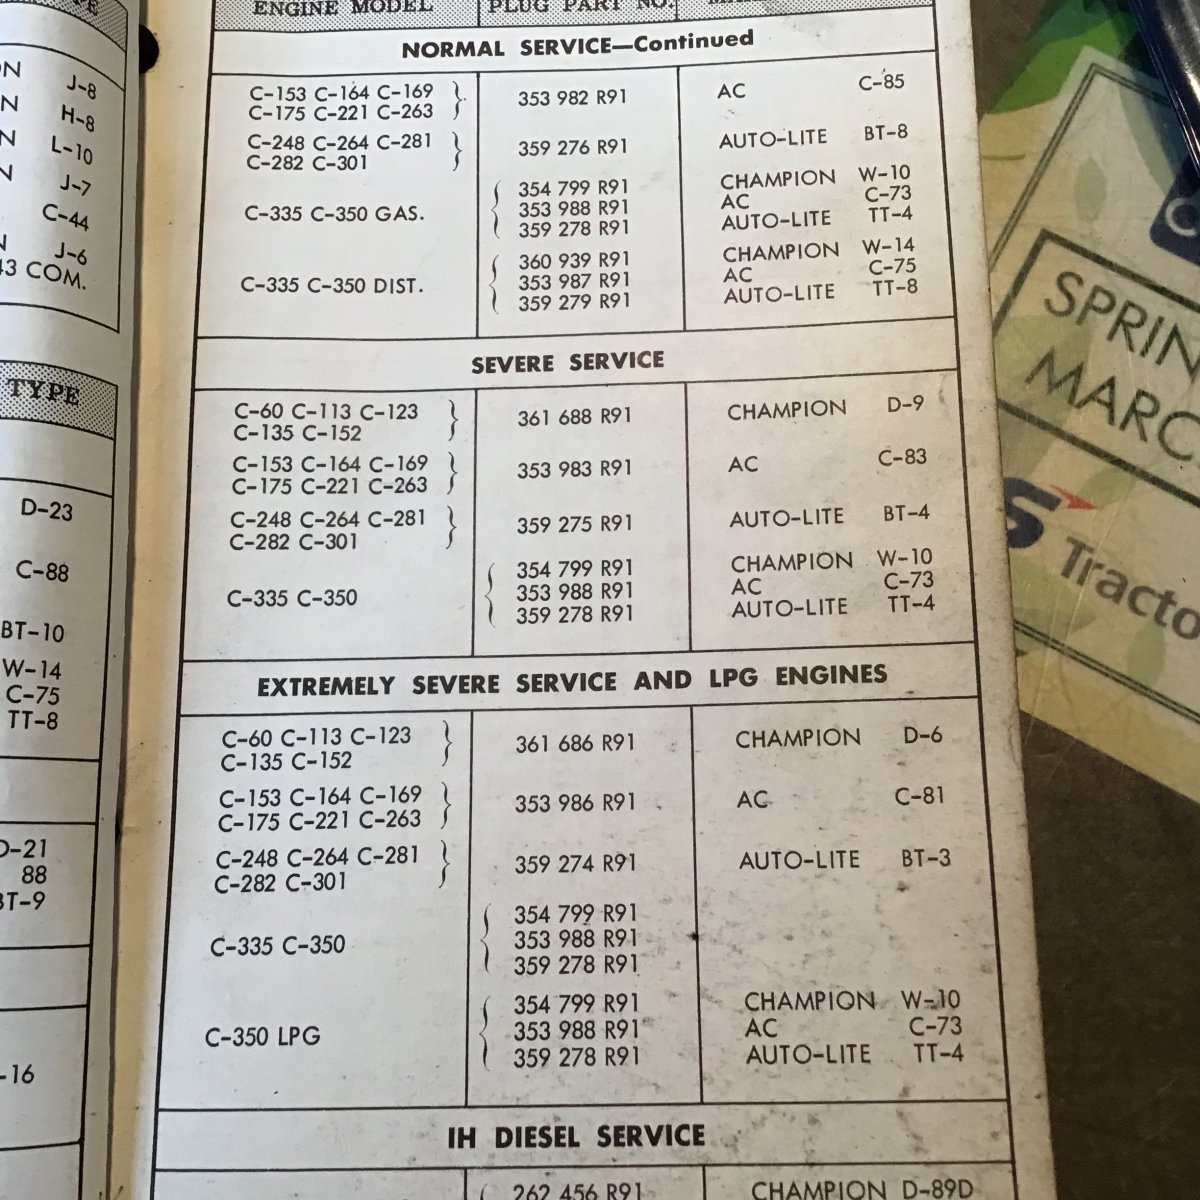 N J-8
N H-8
N L-10
N J-7
C-44
J-6
43 COM.
TYPE
D-23
C-88
BT-10
W-14
C-75
TT-8
D-21
88
BT-9
-16
ENGINE MODEL PLUG PART NO.
NORMAL SERVICE—Continued
C-153 C-164 C-169
C-175 C-221 C-263
353 982 R91 AC C-85
C-248 C-264 C-281
C-282 C-301
359 276 R91 AUTO-LITE BT-8
354 799 R91 CHAMPION W-10
C-335 C-350 GAS. 353 988 R91 AC C-73
359 278 R91 AUTO-LITE TT-4
360 939 R91 CHAMPION W-14
C-335 C-350 DIST. 353 987 R91 AC C-75
359 279 R91 AUTO-LITE TT-8
SEVERE SERVICE
C-60 C-113 C-123
C-135 C-152
361 688 R91 CHAMPION D-9
C-153 C-164 C-169
C-175 C-221 C-263
353 983 R91 AC C-83
C-248 C-264 C-281
C-282 C-301
359 275 R91 AUTO-LITE BT-4
354 799 R91 CHAMPION W-10
C-335 C-350 353 988 R91 AC C-73
359 278 R91 AUTO-LITE TT-4
EXTREMELY SEVERE SERVICE AND LPG ENGINES
C-60 C-113 C-123
C-135 C-152
361 686 R91 CHAMPION D-6
C-153 C-164 C-169
C-175 C-221 C-263
353 986 R91 AC C-81
C-248 C-264 C-281
C-282 C-301
359 274 R91 AUTO-LITE BT-3
354 799 R91
C-335 C-350 353 988 R91
359 278 R91
354 799 R91 CHAMPION W-10
C-350 LPG 353 988 R91 AC C-73
359 278 R91 AUTO-LITE TT-4
IH DIESEL SERVICE
262 456 R91 CHAMPION D-89D
SPRIN
MARC
S
Tracto